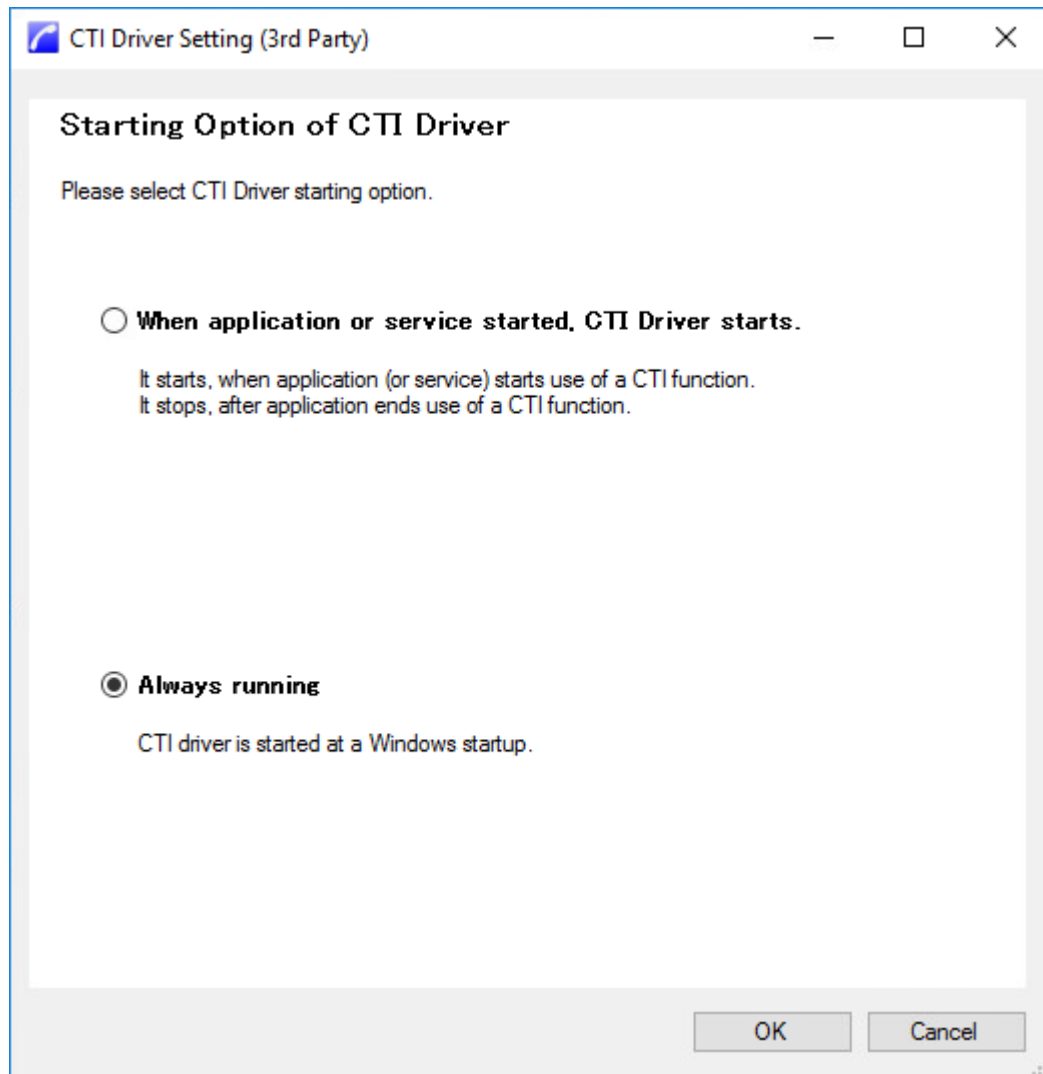 CTI Driver Setting (3rd Party)
Starting Option of CTI Driver
Please select CTI Driver starting option.
When application or service started, CTI Driver starts.
It starts, when application (or service) starts use of a CTI function.
It stops, after application ends use of a CTI function.
Always running
CTI driver is started at a Windows startup.
OK
Cancel